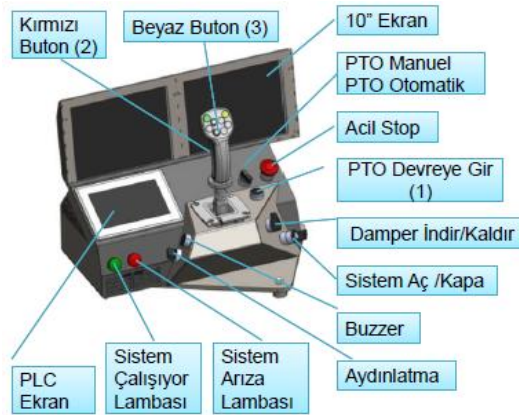 Kırmızı
Buton (2)
Beyaz Buton (3)
10” Ekran
PTO Manuel
PTO Otomatik
Acil Stop
PTO Devreye Gir
(1)
Damper İndir/Kaldır
Sistem Aç /Kapa
Buzzer
Aydınlatma
Sistem
Arıza
Lambası
Sistem
Çalışıyor
Lambası
PLC
Ekran